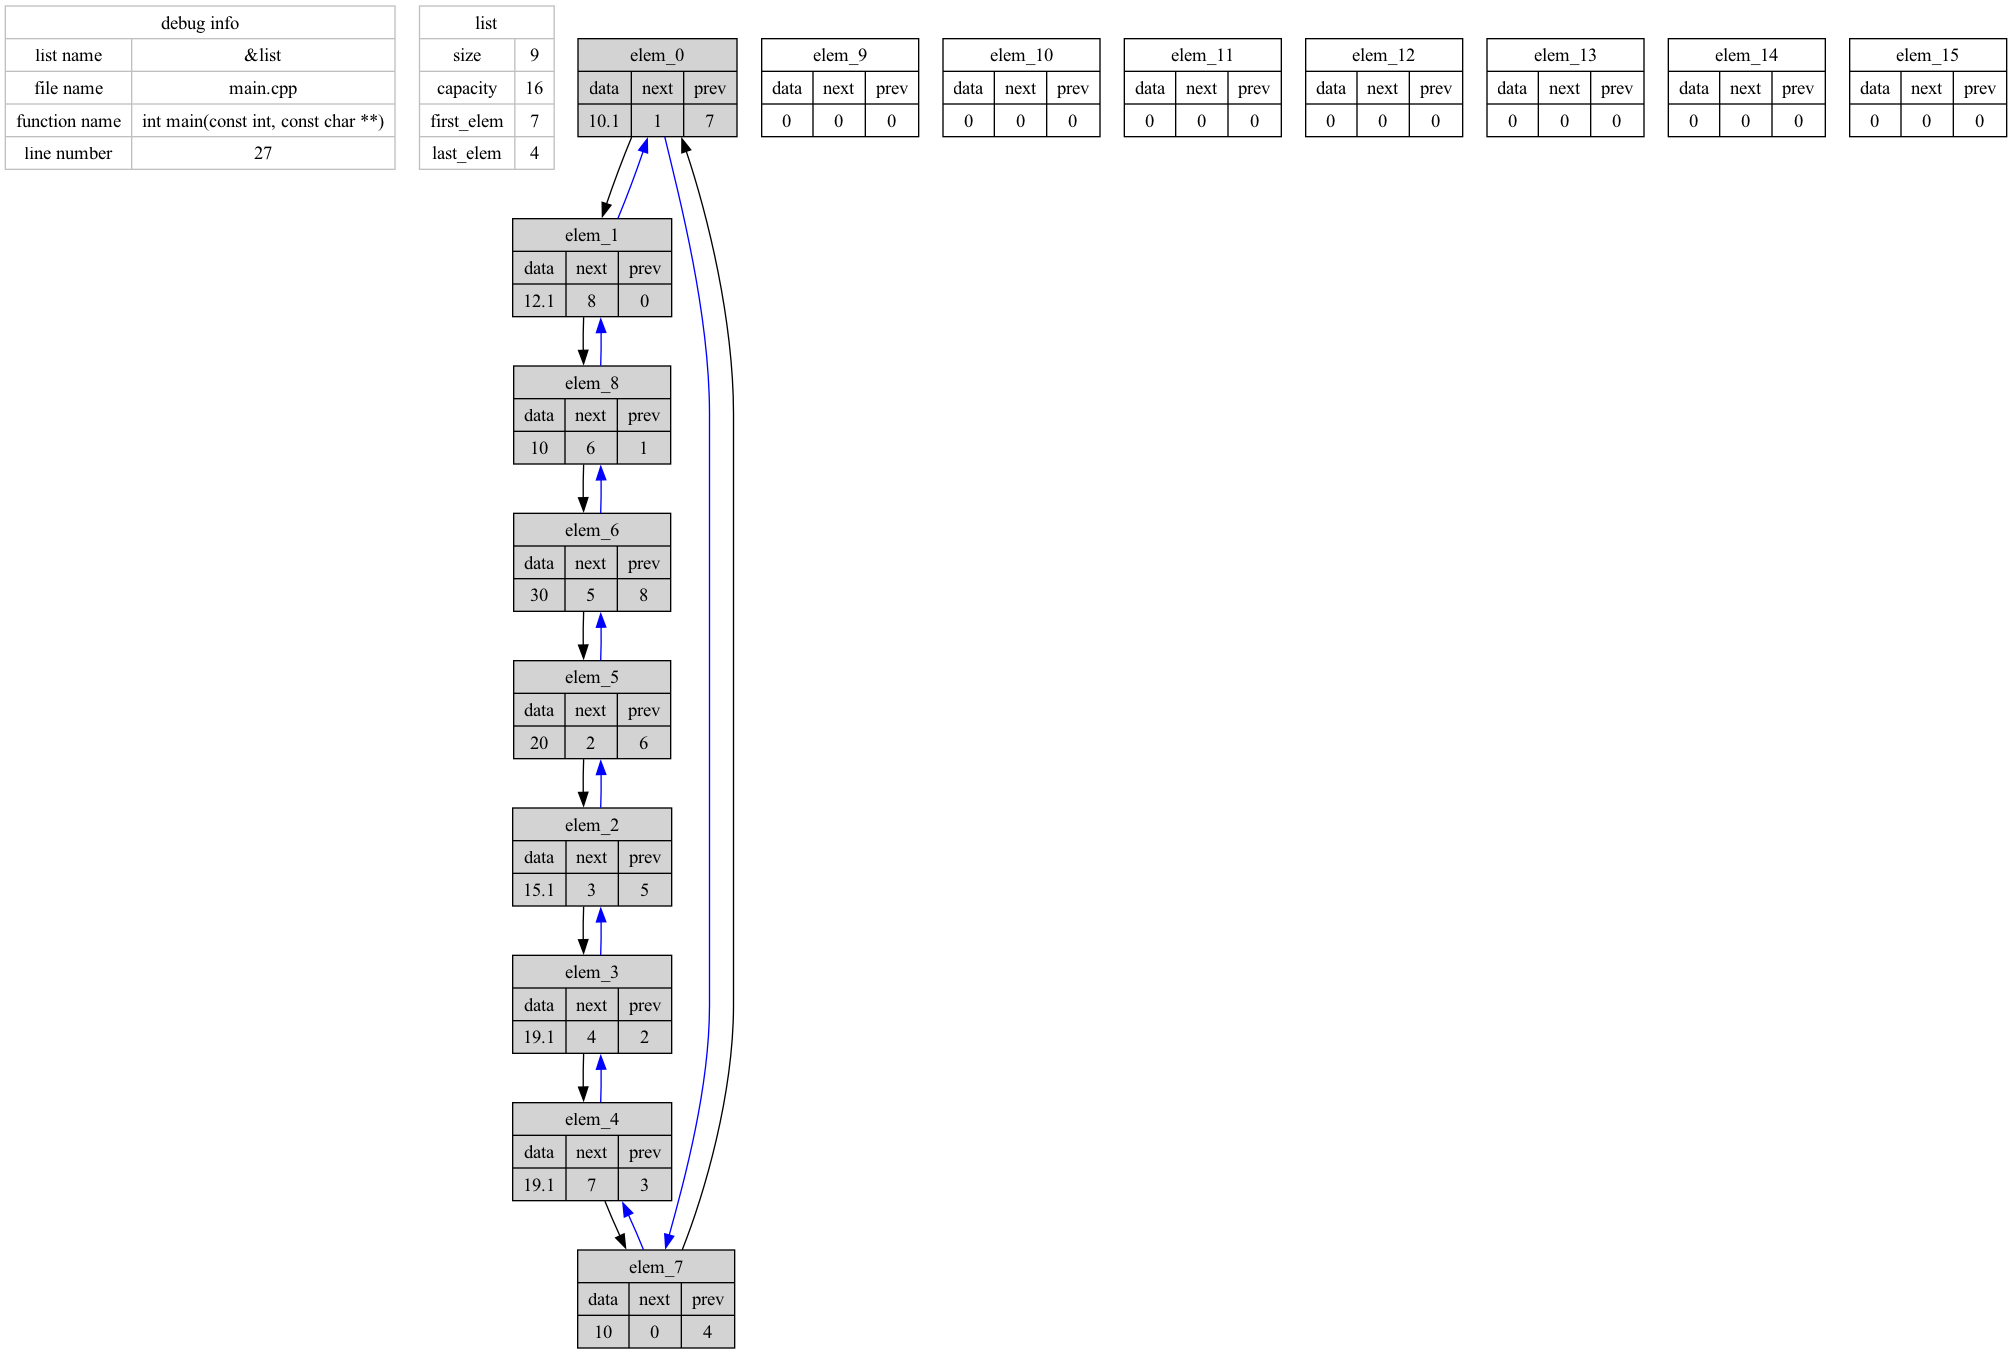 debug info
list name &list
file name main.cpp
function name int main(const int, const char **)
line number 27
list
size 9
capacity 16
first_elem 7
last_elem 4
elem_0
data next prev
10.1 1 7
elem_9
data next prev
0 0 0
elem_10
data next prev
0 0 0
elem_11
data next prev
0 0 0
elem_12
data next prev
0 0 0
elem_13
data next prev
0 0 0
elem_14
data next prev
0 0 0
elem_15
data next prev
0 0 0
elem_1
data next prev
12.1 8 0
elem_8
data next prev
10 6 1
elem_6
data next prev
30 5 8
elem_5
data next prev
20 2 6
elem_2
data next prev
15.1 3 5
elem_3
data next prev
19.1 4 2
elem_4
data next prev
19.1 7 3
elem_7
data next prev
10 0 4